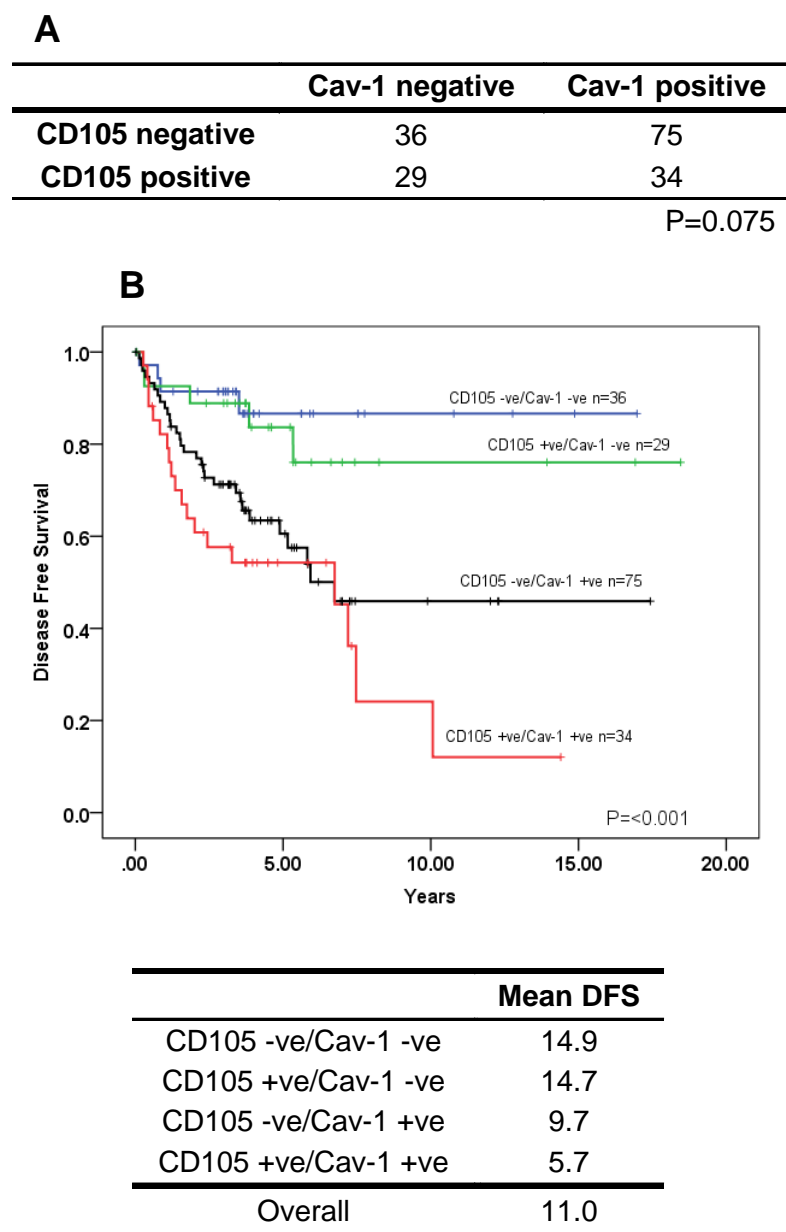 A
Cav-1 negative Cav-1 positive
CD105 negative 36 75
CD105 positive 29 34
P=0.075
B
1.0
0.8
0.6
0.4
0.2
0.0
Disease Free Survival
CD105 -ve/Cav-1 -ve n=36
CD105 +ve/Cav-1 -ve n=29
CD105 -ve/Cav-1 +ve n=75
CD105 +ve/Cav-1 +ve n=34
P=<0.001
.00 5.00 10.00 15.00 20.00
Years
Mean DFS
CD105 -ve/Cav-1 -ve 14.9
CD105 +ve/Cav-1 -ve 14.7
CD105 -ve/Cav-1 +ve 9.7
CD105 +ve/Cav-1 +ve 5.7
Overall 11.0